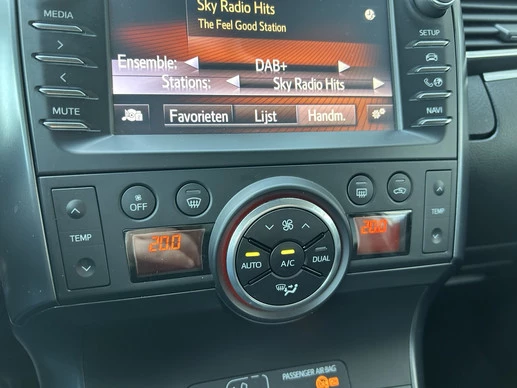 Sky Radio Hits
The Feel Good Station
Ensemble:
DAB+
Stations:
Sky Radio Hits
Favorieten
Lijst
Handm.
MEDIA
MUTE
SETUP
NAVI
OFF
TEMP
20.0
AUTO
A/C
DUAL
20.0
TEMP
PASSENGER AIR BAG